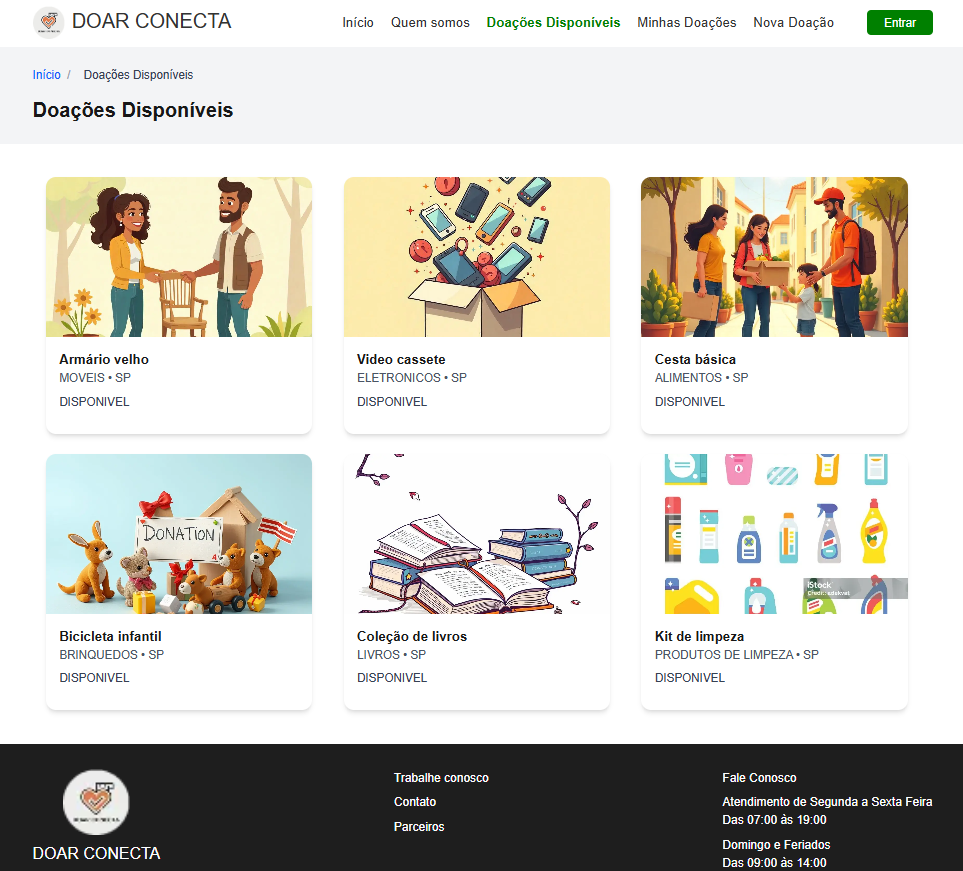 DOAR CONECTA
Início Quem somos Doações Disponíveis Minhas Doações Nova Doação Entrar
Início / Doações Disponíveis
Doações Disponíveis
Armário velho
MOVEIS • SP
DISPONIVEL
Video cassete
ELETRONICOS • SP
DISPONIVEL
Cesta básica
ALIMENTOS • SP
DISPONIVEL
DONATION
iStock
Credit: adekvat
Bicicleta infantil
BRINQUEDOS • SP
DISPONIVEL
Coleção de livros
LIVROS • SP
DISPONIVEL
Kit de limpeza
PRODUTOS DE LIMPEZA • SP
DISPONIVEL
DOAR CONECTA
Trabalhe conosco
Contato
Parceiros
Fale Conosco
Atendimento de Segunda a Sexta Feira
Das 07:00 às 19:00
Domingo e Feriados
Das 09:00 às 14:00